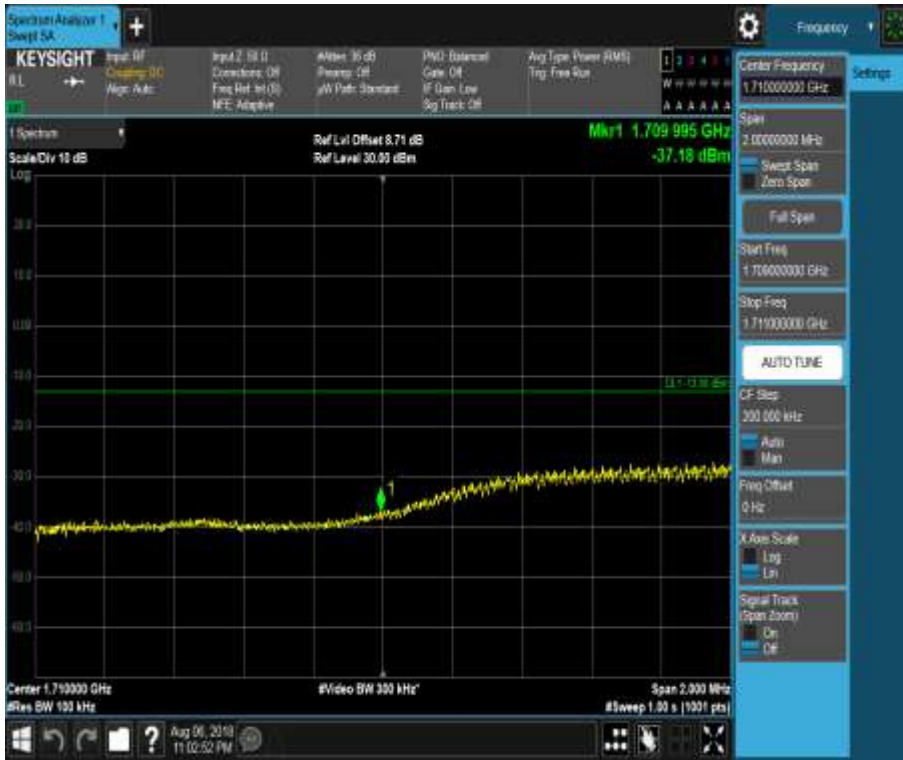 Spectrum Analyzer 1
Swept SA
+
Frequency
KEYSIGHT
Input: RF
Coupling: DC
Align: Auto
Input Z: 50 Ω
Corrections: Off
Freq Ref: Int (S)
NFE: Adaptive
#Atten: 36 dB
Preamp: Off
µW Path: Standard
PNO: Balanced
Gate: Off
IF Gain: Low
Sig Track: Off
Avg Type: Power (RMS)
Trig: Free Run
1 2 3 4 5 6
A A A A A A
Center Frequency
1.710000000 GHz
Settings
1 Spectrum
Scale/Div 10 dB
Log
Ref Lvl Offset 8.71 dB
Ref Level 30.00 dBm
Mkr1 1.709 995 GHz
-37.18 dBm
Span
2.00000000 MHz
Swept Span
Zero Span
Full Span
Start Freq
1.709000000 GHz
Stop Freq
1.711000000 GHz
AUTO TUNE
CF Step
200.000 kHz
Auto
Man
Freq Offset
0 Hz
X Axis Scale
Log
Lin
Signal Track
(Span Zoom)
On
Off
20.0
10.0
0.00
-10.0
-20.0
-30.0
-40.0
-50.0
-60.0
DL1 -13.00 dBm
1
Center 1.710000 GHz
#Video BW 300 kHz*
Span 2.000 MHz
#Res BW 100 kHz
#Sweep 1.00 s (1001 pts)
?
Aug 06, 2018
11:02:52 PM